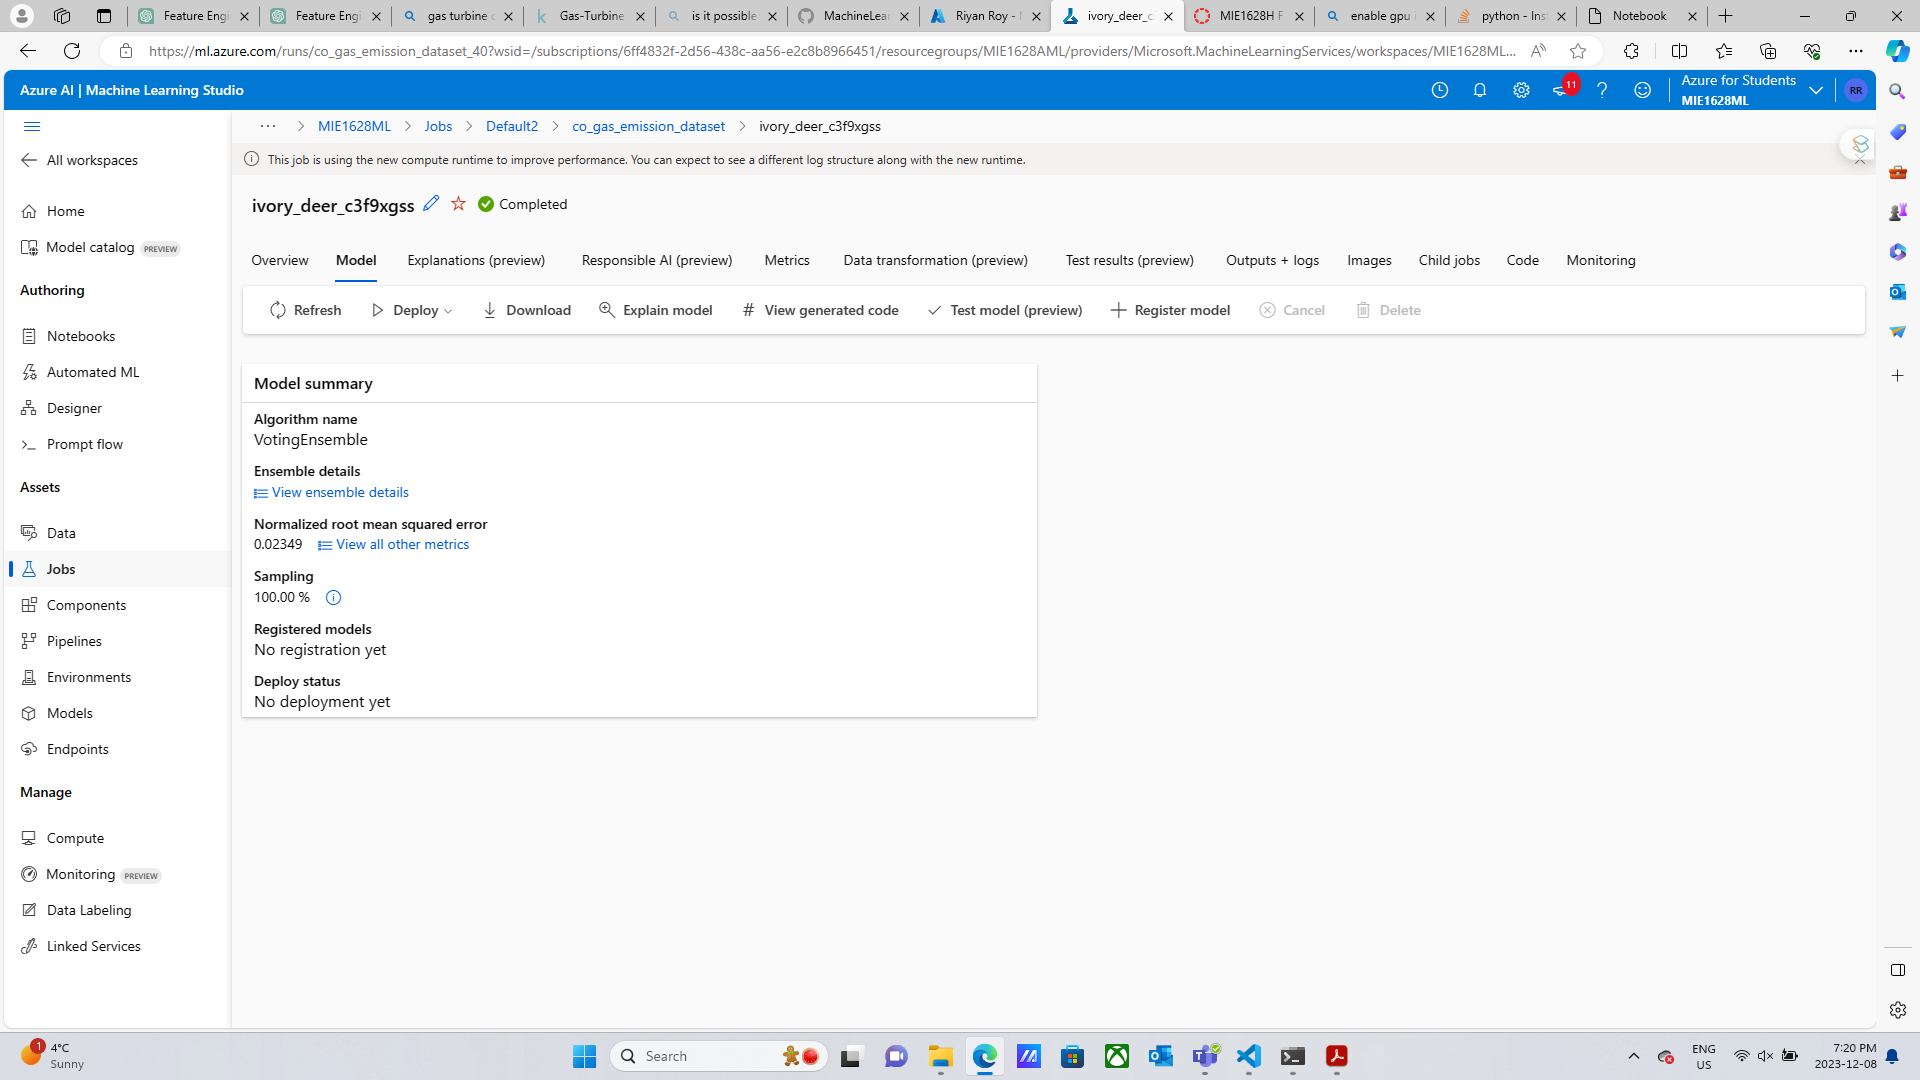 Feature Engi
Feature Engi
gas turbine c
Gas-Turbine
is it possible
MachineLear
Riyan Roy - M
ivory_deer_c
MIE1628H F
enable gpu i
python - Inst
Notebook
https://ml.azure.com/runs/co_gas_emission_dataset_40?wsid=/subscriptions/6ff4832f-2d56-438c-aa56-e2c8b8966451/resourcegroups/MIE1628AML/providers/Microsoft.MachineLearningServices/workspaces/MIE1628ML...
Azure AI | Machine Learning Studio
11
Azure for Students
MIE1628ML
RR
All workspaces
Home
Model catalog PREVIEW
Authoring
Notebooks
Automated ML
Designer
Prompt flow
Assets
Data
Jobs
Components
Pipelines
Environments
Models
Endpoints
Manage
Compute
Monitoring PREVIEW
Data Labeling
Linked Services
... > MIE1628ML > Jobs > Default2 > co_gas_emission_dataset > ivory_deer_c3f9xgss
This job is using the new compute runtime to improve performance. You can expect to see a different log structure along with the new runtime.
ivory_deer_c3f9xgss Completed
Overview Model Explanations (preview) Responsible AI (preview) Metrics Data transformation (preview) Test results (preview) Outputs + logs Images Child jobs Code Monitoring
Refresh Deploy Download Explain model # View generated code Test model (preview) Register model Cancel Delete
Model summary
Algorithm name
VotingEnsemble
Ensemble details
View ensemble details
Normalized root mean squared error
0.02349 View all other metrics
Sampling
100.00 %
Registered models
No registration yet
Deploy status
No deployment yet
1
4°C
Sunny
Search
ENG
US
7:20 PM
2023-12-08